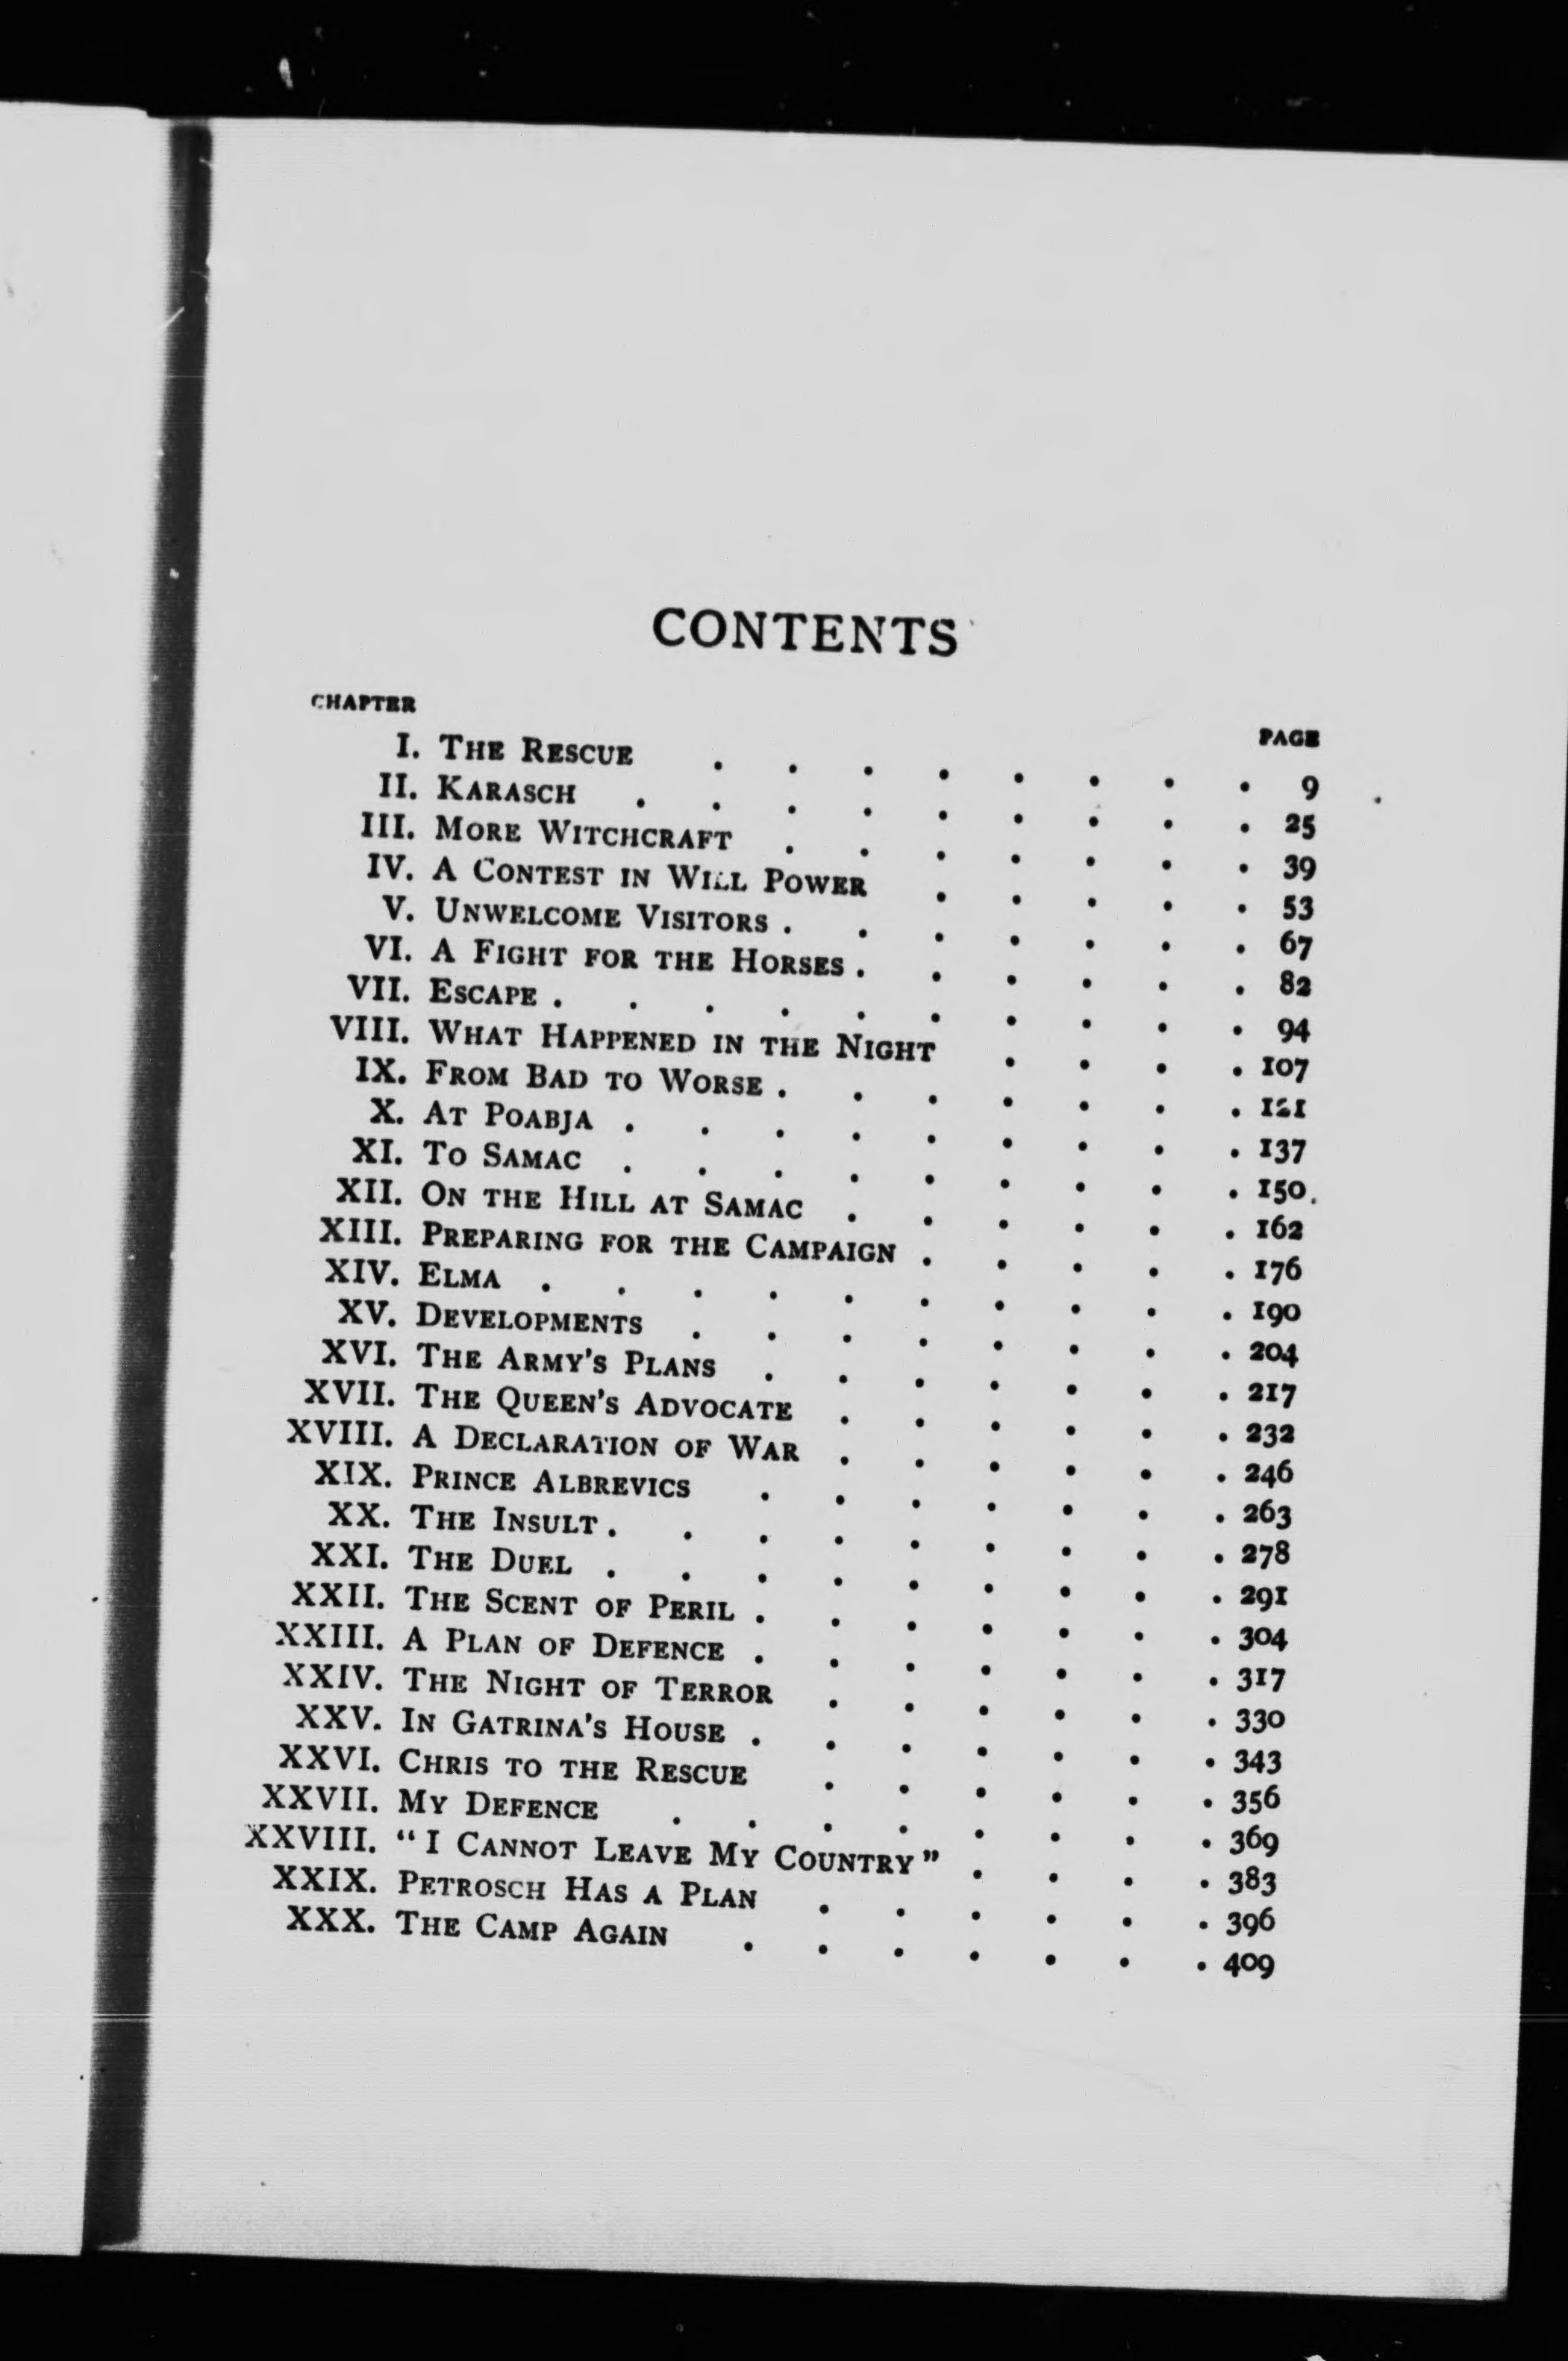 CONTENTS
CHAPTER PAGE
I. THE RESCUE . . . . . . . . 9
II. KARASCH . . . . . . . . . 25
III. MORE WITCHCRAFT . . . . . . . 39
IV. A CONTEST IN WILL POWER . . . . . 53
V. UNWELCOME VISITORS . . . . . . . 67
VI. A FIGHT FOR THE HORSES . . . . . . 82
VII. ESCAPE . . . . . . . . . . 94
VIII. WHAT HAPPENED IN THE NIGHT . . . . 107
IX. FROM BAD TO WORSE . . . . . . . 121
X. AT POABJA . . . . . . . . . 137
XI. TO SAMAC . . . . . . . . . 150
XII. ON THE HILL AT SAMAC . . . . . . 162
XIII. PREPARING FOR THE CAMPAIGN . . . . . 176
XIV. ELMA . . . . . . . . . . 190
XV. DEVELOPMENTS . . . . . . . . 204
XVI. THE ARMY'S PLANS . . . . . . . 217
XVII. THE QUEEN'S ADVOCATE . . . . . . 232
XVIII. A DECLARATION OF WAR . . . . . . 246
XIX. PRINCE ALBREVICS . . . . . . . 263
XX. THE INSULT . . . . . . . . . 278
XXI. THE DUEL . . . . . . . . . 291
XXII. THE SCENT OF PERIL . . . . . . . 304
XXIII. A PLAN OF DEFENCE . . . . . . . 317
XXIV. THE NIGHT OF TERROR . . . . . . 330
XXV. IN GATRINA'S HOUSE . . . . . . . 343
XXVI. CHRIS TO THE RESCUE . . . . . . 356
XXVII. MY DEFENCE . . . . . . . . 369
XXVIII. "I CANNOT LEAVE MY COUNTRY" . . . . 383
XXIX. PETROSCH HAS A PLAN . . . . . . 396
XXX. THE CAMP AGAIN . . . . . . . 409